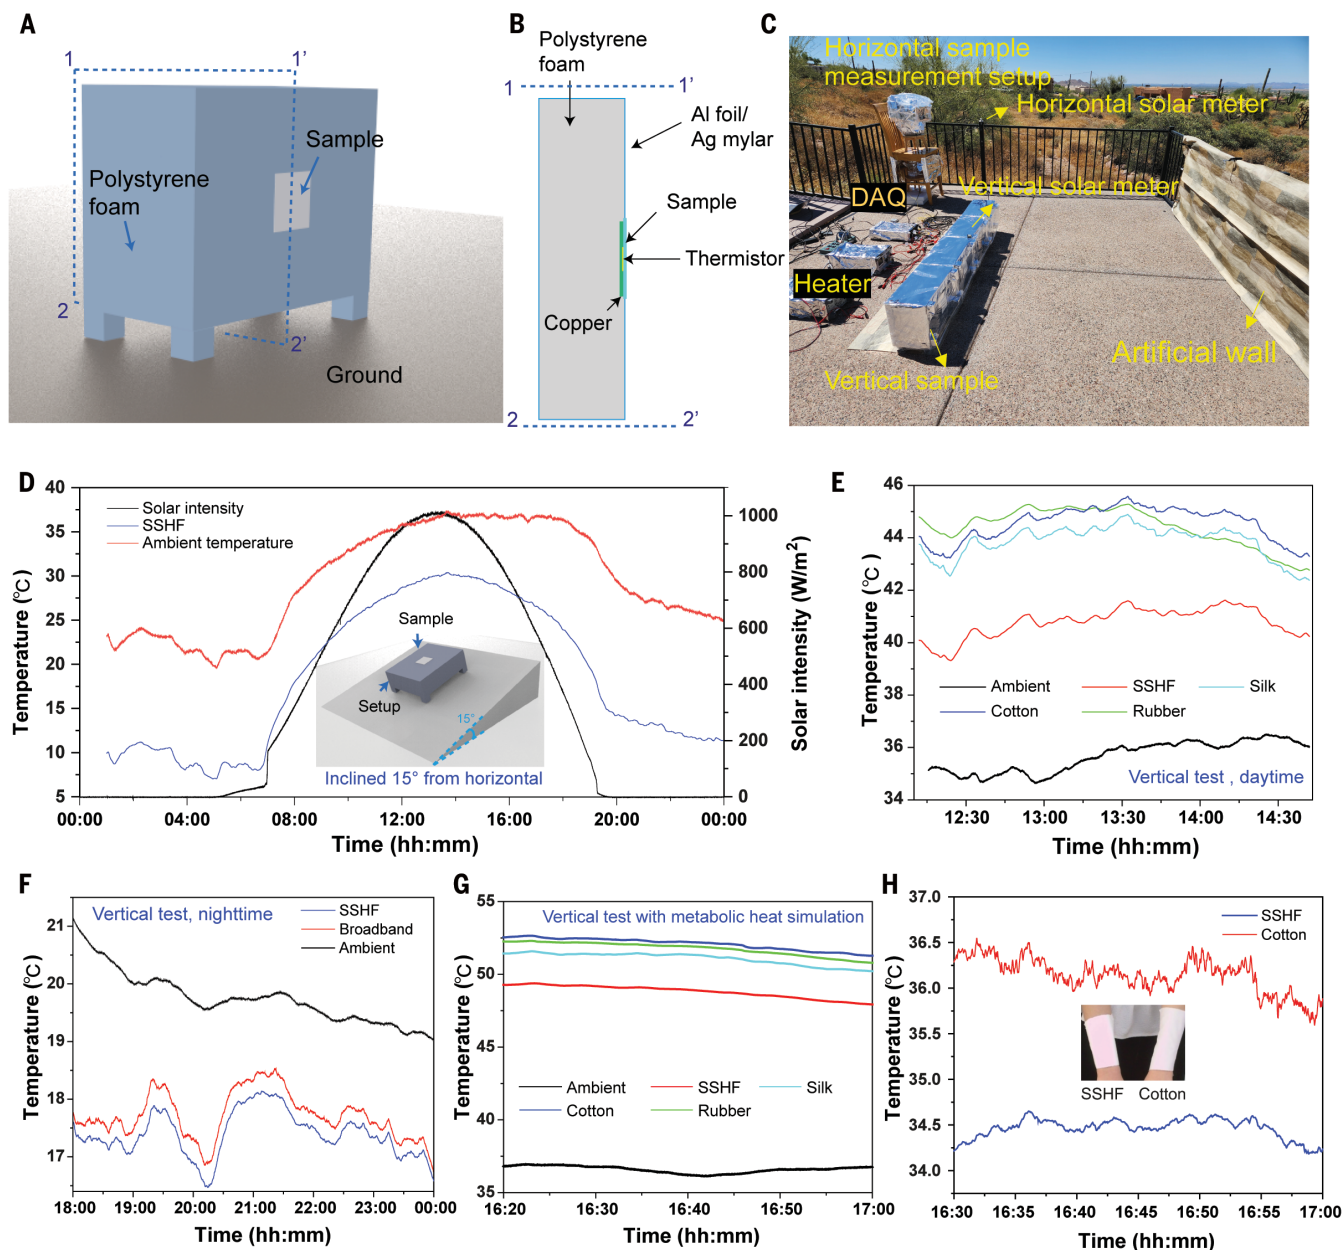 A
1
1'
Sample
Polystyrene
foam
2
2'
Ground
B
Polystyrene
foam
1
1'
Al foil/
Ag mylar
Sample
Thermistor
Copper
2
2'
C
Horizontal sample
measurement setup
Horizontal solar meter
Vertical solar meter
DAQ
Heater
Artificial wall
Vertical sample
D
Solar intensity
SSHF
Ambient temperature
40
35
30
25
20
15
10
5
1000
800
600
400
200
0
Temperature (°C)
Solar intensity (W/m²)
Sample
Setup
15°
Inclined 15° from horizontal
00:00 04:00 08:00 12:00 16:00 20:00 00:00
Time (hh:mm)
E
46
44
42
40
38
36
34
Temperature (°C)
Ambient SSHF Silk
Cotton Rubber
Vertical test , daytime
12:30 13:00 13:30 14:00 14:30
Time (hh:mm)
F
Vertical test, nighttime
SSHF
Broadband
Ambient
21
20
19
18
17
Temperature (°C)
18:00 19:00 20:00 21:00 22:00 23:00 00:00
Time (hh:mm)
G
Vertical test with metabolic heat simulation
55
50
45
40
35
Temperature (°C)
Ambient SSHF Silk
Cotton Rubber
16:20 16:30 16:40 16:50 17:00
Time (hh:mm)
H
SSHF
Cotton
37.0
36.5
36.0
35.5
35.0
34.5
34.0
Temperature (°C)
SSHF Cotton
16:30 16:35 16:40 16:45 16:50 16:55 17:00
Time (hh:mm)